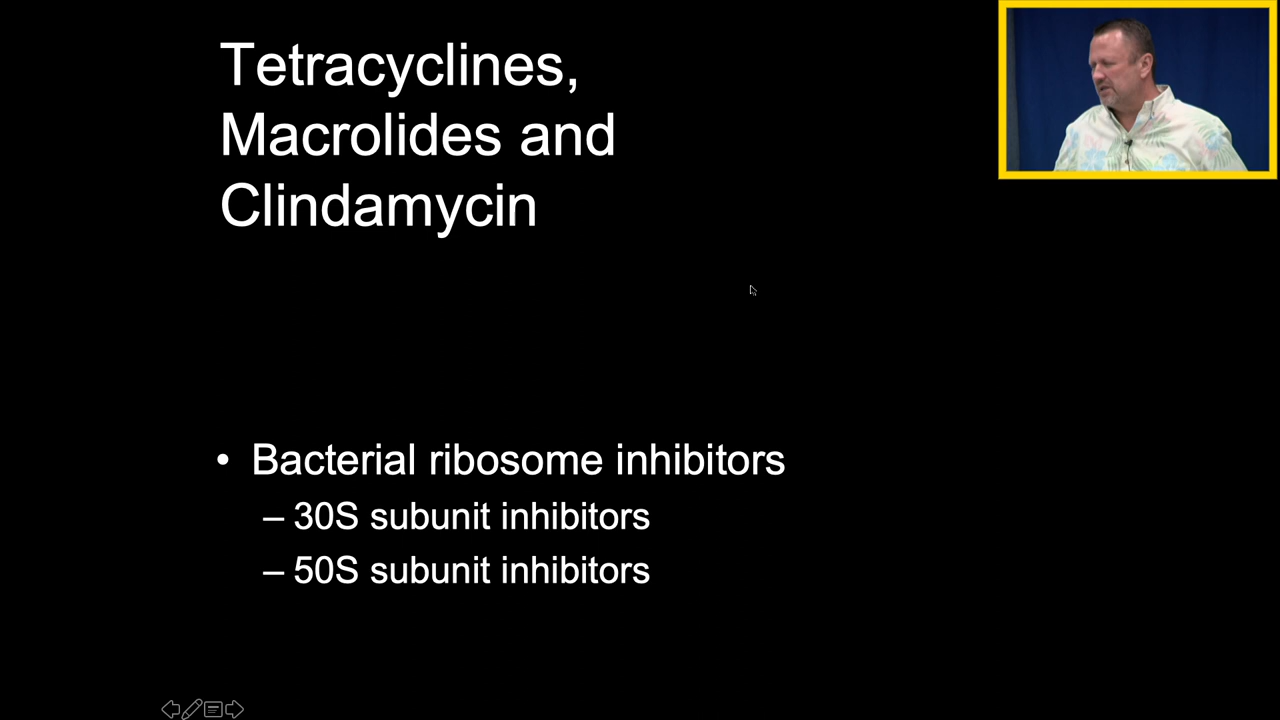 Tetracyclines,
Macrolides and
Clindamycin
• Bacterial ribosome inhibitors
– 30S subunit inhibitors
– 50S subunit inhibitors